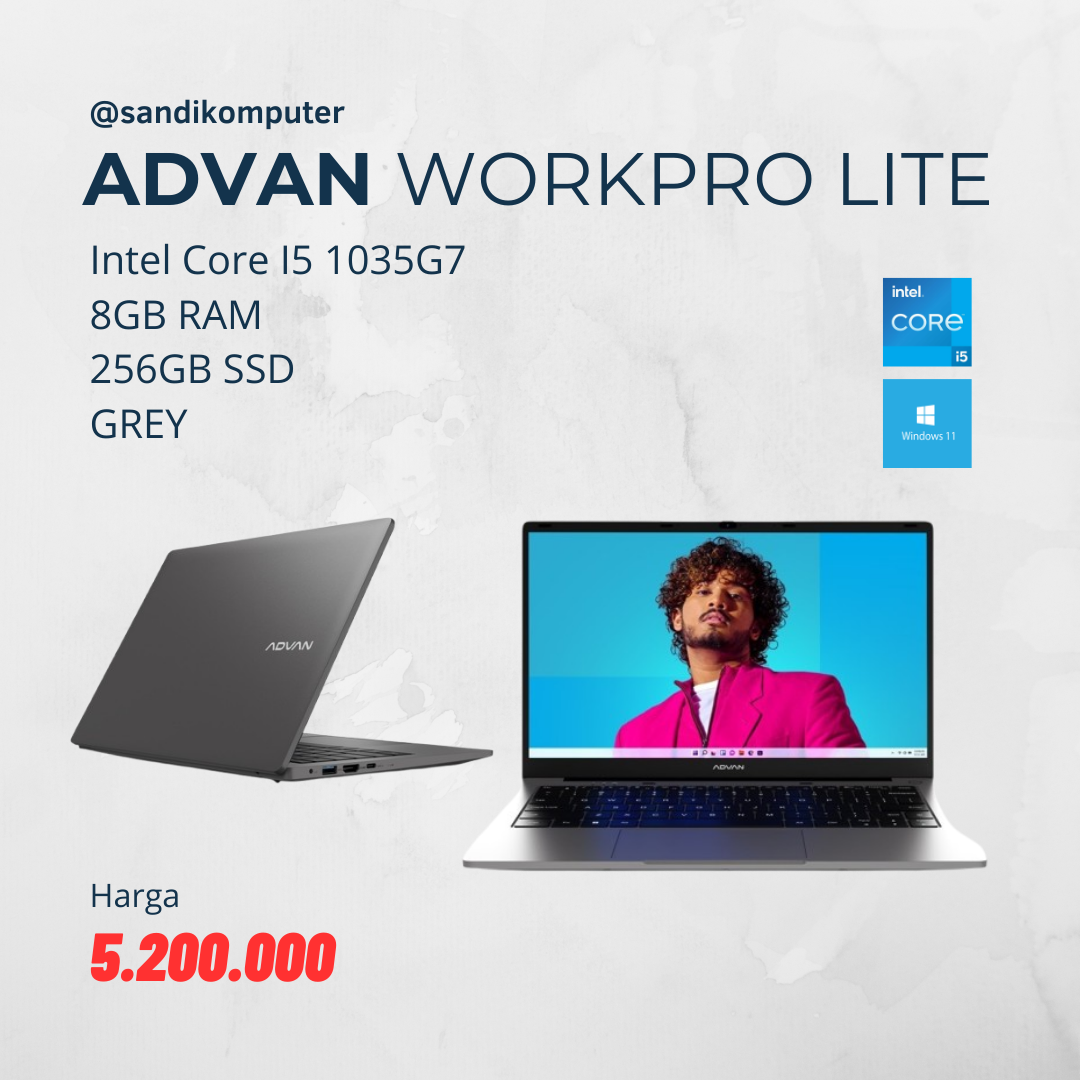 @sandikomputer
ADVAN WORKPRO LITE
Intel Core I5 1035G7
8GB RAM
256GB SSD
GREY
intel
CORE
i5
Windows 11
ADVAN
ADVAN
Harga
5.200.000